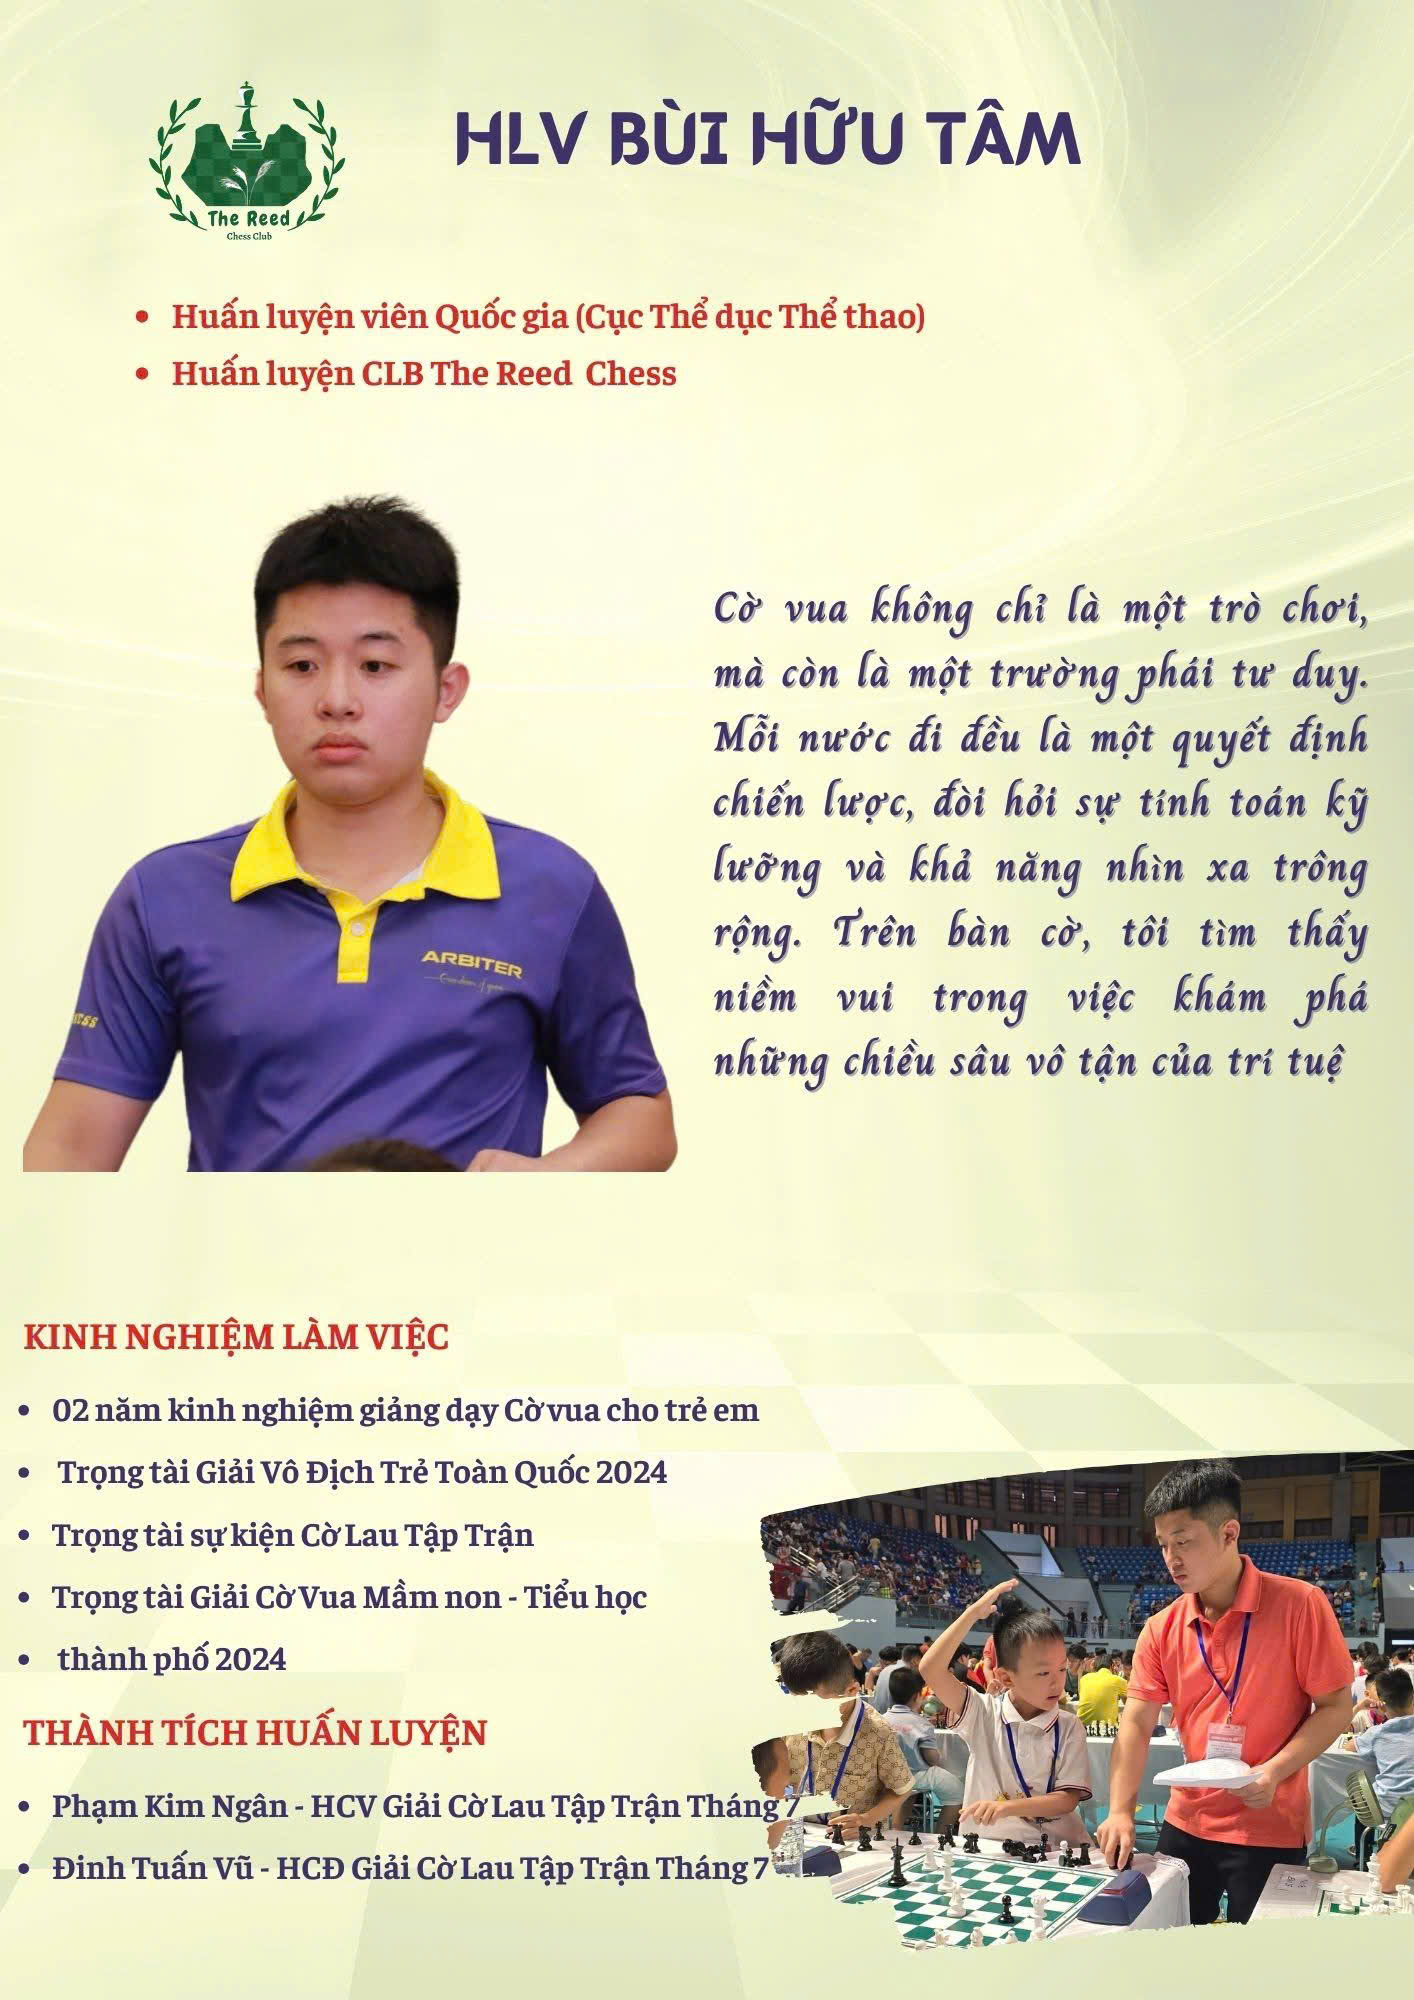 The Reed
Chess Club
HLV BÙI HỮU TÂM
• Huấn luyện viên Quốc gia (Cục Thể dục Thể thao)
• Huấn luyện CLB The Reed Chess
Cờ vua không chỉ là một trò chơi,
mà còn là một trường phái tư duy.
Mỗi nước đi đều là một quyết định
chiến lược, đòi hỏi sự tính toán kỹ
lưỡng và khả năng nhìn xa trông
rộng. Trên bàn cờ, tôi tìm thấy
niềm vui trong việc khám phá
những chiều sâu vô tận của trí tuệ
ARBITER
KINH NGHIỆM LÀM VIỆC
• 02 năm kinh nghiệm giảng dạy Cờ vua cho trẻ em
• Trọng tài Giải Vô Địch Trẻ Toàn Quốc 2024
• Trọng tài sự kiện Cờ Lau Tập Trận
• Trọng tài Giải Cờ Vua Mầm non - Tiểu học
• thành phố 2024
THÀNH TÍCH HUẤN LUYỆN
• Phạm Kim Ngân - HCV Giải Cờ Lau Tập Trận Tháng 7
• Đinh Tuấn Vũ - HCĐ Giải Cờ Lau Tập Trận Tháng 7